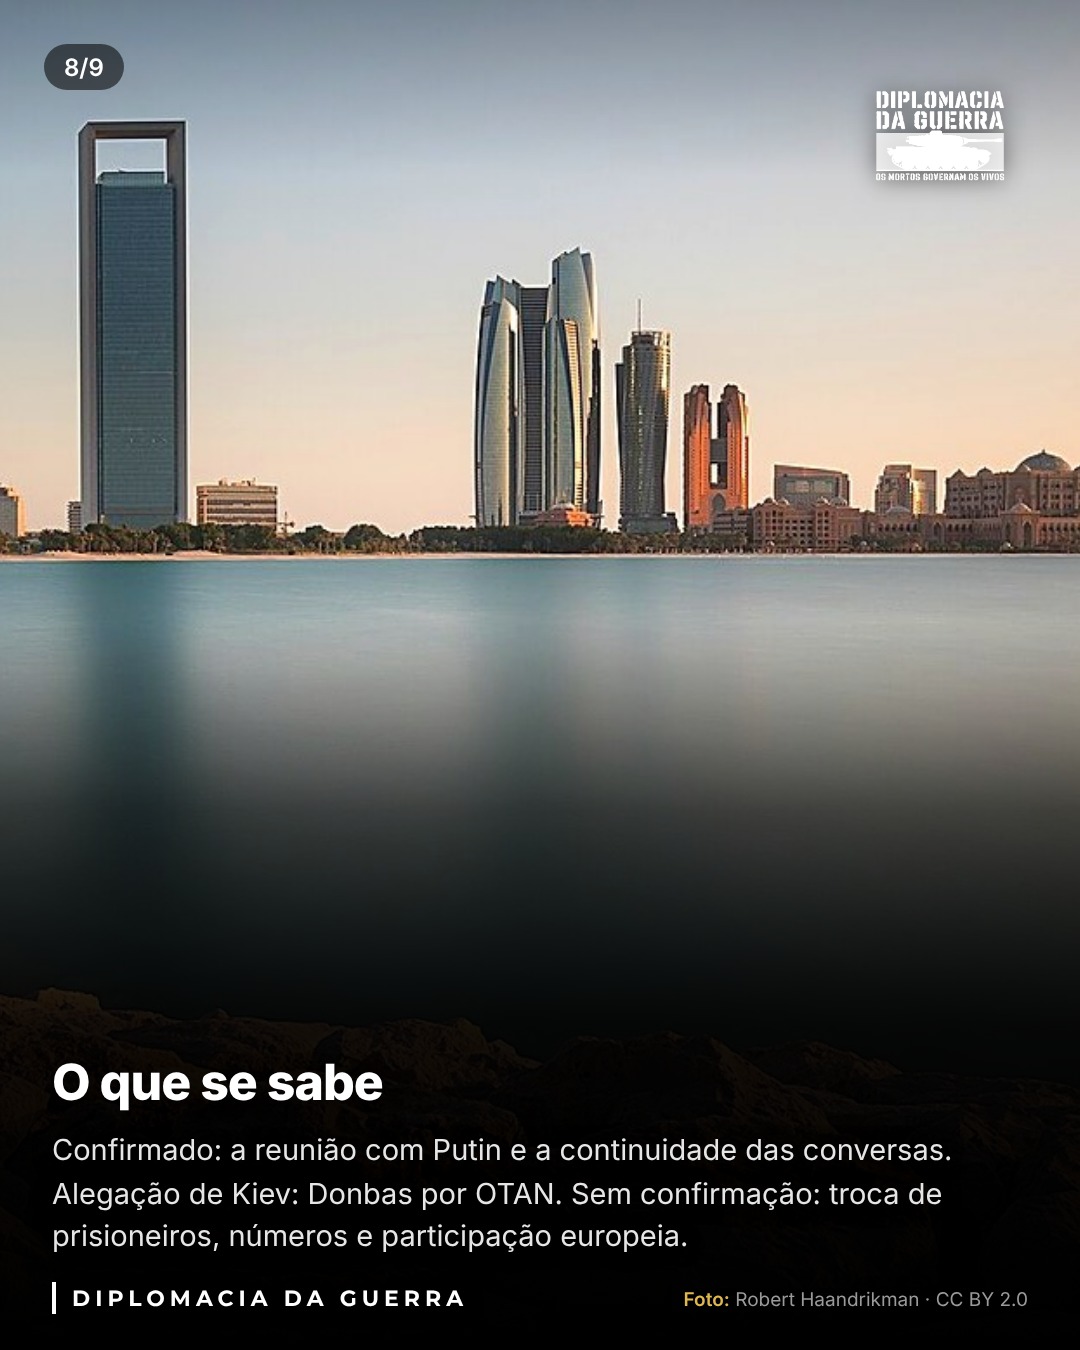 8/9
DIPLOMACIA
DA GUERRA
OS MORTOS GOVERNAM OS VIVOS
O que se sabe
Confirmado: a reunião com Putin e a continuidade das conversas.
Alegação de Kiev: Donbas por OTAN. Sem confirmação: troca de
prisioneiros, números e participação europeia.
DIPLOMACIA DA GUERRA
Foto: Robert Haandrikman · CC BY 2.0